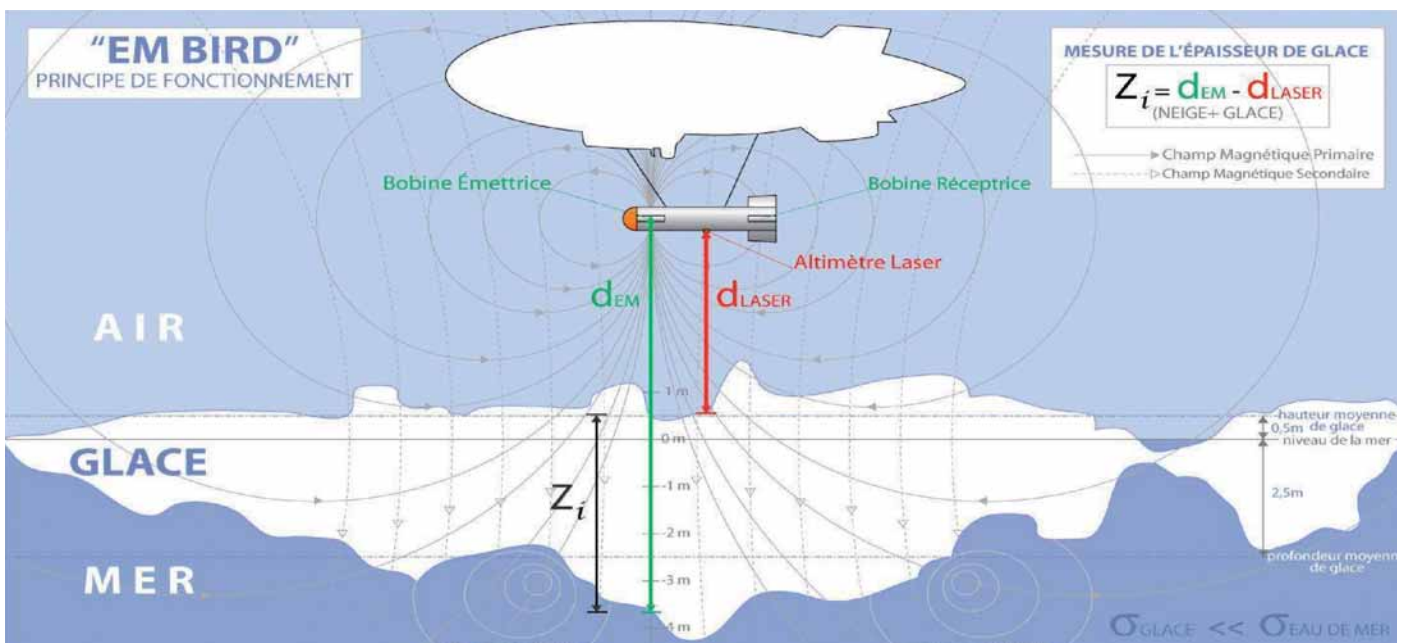 "EM BIRD"
PRINCIPE DE FONCTIONNEMENT
MESURE DE L'ÉPAISSEUR DE GLACE
Zi = dEM - dLASER
(NEIGE+ GLACE)
Champ Magnétique Primaire
Champ Magnétique Secondaire
Bobine Émettrice
Bobine Réceptrice
Altimètre Laser
dEM
dLASER
AIR
1 m
hauteur moyenne
de glace
0,5m
0 m
niveau de la mer
GLACE
-1 m
Zi
2,5m
-2 m
profondeur moyenne
de glace
MER
-3 m
-4 m
σGLACE << σEAU DE MER